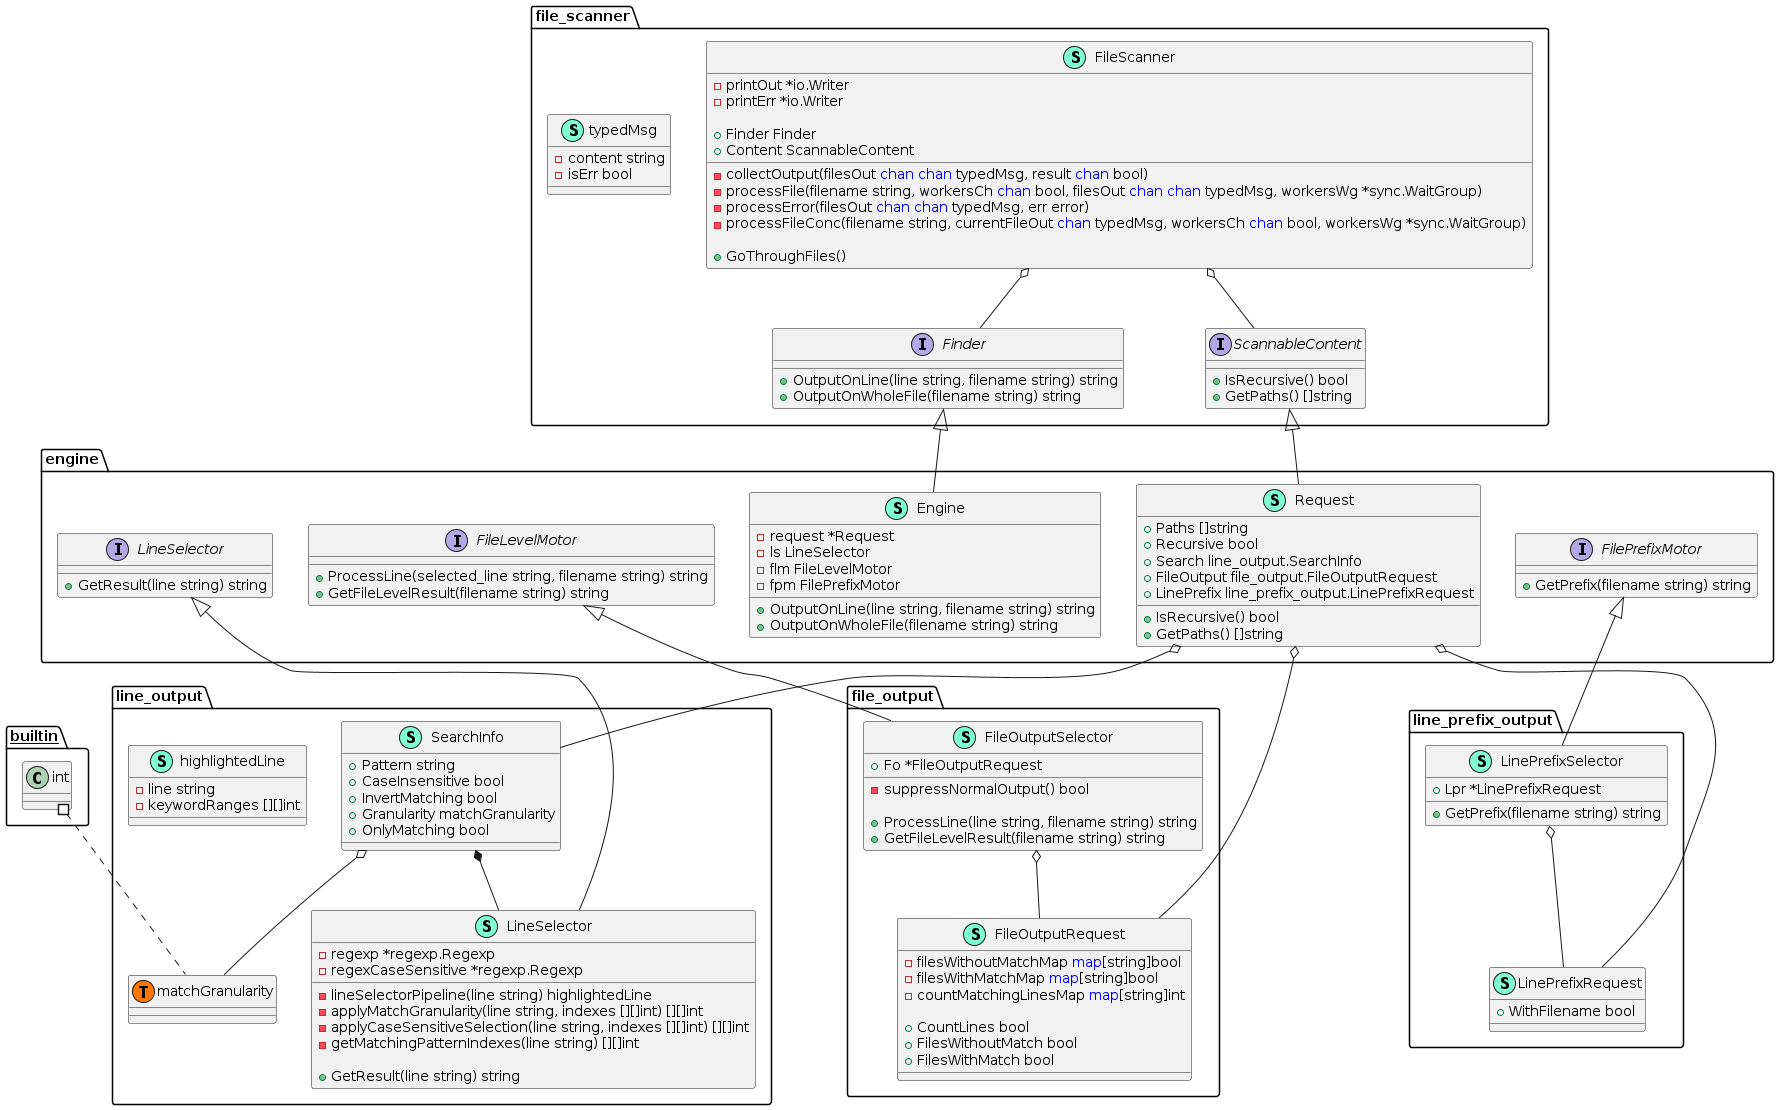 file_scanner
S FileScanner
printOut *io.Writer
printErr *io.Writer
Finder Finder
Content ScannableContent
collectOutput(filesOut chan chan typedMsg, result chan bool)
processFile(filename string, workersCh chan bool, filesOut chan chan typedMsg, workersWg *sync.WaitGroup)
processError(filesOut chan chan typedMsg, err error)
processFileConc(filename string, currentFileOut chan typedMsg, workersCh chan bool, workersWg *sync.WaitGroup)
GoThroughFiles()
S typedMsg
content string
isErr bool
I Finder
OutputOnLine(line string, filename string) string
OutputOnWholeFile(filename string) string
I ScannableContent
IsRecursive() bool
GetPaths() []string
engine
I LineSelector
GetResult(line string) string
I FileLevelMotor
ProcessLine(selected_line string, filename string) string
GetFileLevelResult(filename string) string
S Engine
request *Request
ls LineSelector
flm FileLevelMotor
fpm FilePrefixMotor
OutputOnLine(line string, filename string) string
OutputOnWholeFile(filename string) string
S Request
Paths []string
Recursive bool
Search line_output.SearchInfo
FileOutput file_output.FileOutputRequest
LinePrefix line_prefix_output.LinePrefixRequest
IsRecursive() bool
GetPaths() []string
I FilePrefixMotor
GetPrefix(filename string) string
builtin
C int
line_output
S highlightedLine
line string
keywordRanges [][]int
S SearchInfo
Pattern string
CaseInsensitive bool
InvertMatching bool
Granularity matchGranularity
OnlyMatching bool
T matchGranularity
S LineSelector
regexp *regexp.Regexp
regexCaseSensitive *regexp.Regexp
lineSelectorPipeline(line string) highlightedLine
applyMatchGranularity(line string, indexes [][]int) [][]int
applyCaseSensitiveSelection(line string, indexes [][]int) [][]int
getMatchingPatternIndexes(line string) [][]int
GetResult(line string) string
file_output
S FileOutputSelector
Fo *FileOutputRequest
suppressNormalOutput() bool
ProcessLine(line string, filename string) string
GetFileLevelResult(filename string) string
S FileOutputRequest
filesWithoutMatchMap map[string]bool
filesWithMatchMap map[string]bool
countMatchingLinesMap map[string]int
CountLines bool
FilesWithoutMatch bool
FilesWithMatch bool
line_prefix_output
S LinePrefixSelector
Lpr *LinePrefixRequest
GetPrefix(filename string) string
S LinePrefixRequest
WithFilename bool